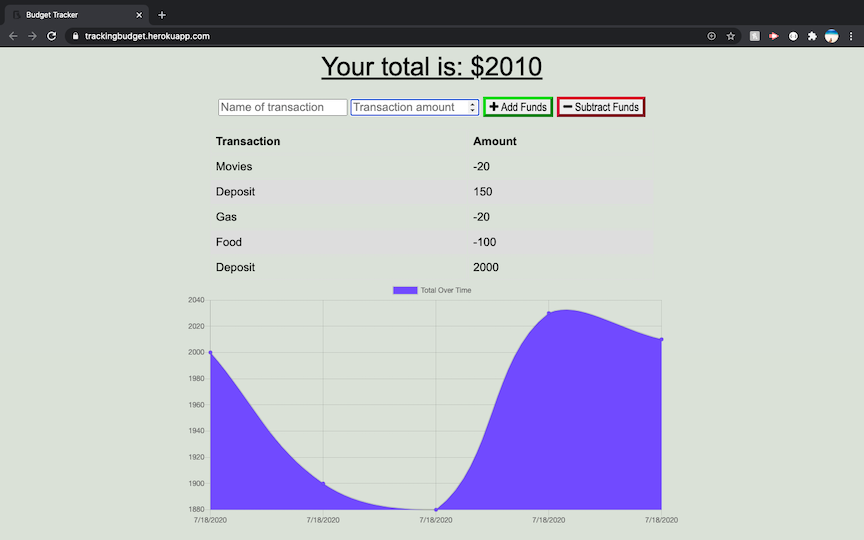 Budget Tracker
trackingbudget.herokuapp.com
Your total is: $2010
Name of transaction Transaction amount Add Funds Subtract Funds
Transaction Amount
Movies -20
Deposit 150
Gas -20
Food -100
Deposit 2000
Total Over Time
2040
2020
2000
1980
1960
1940
1920
1900
1880
7/18/2020 7/18/2020 7/18/2020 7/18/2020 7/18/2020